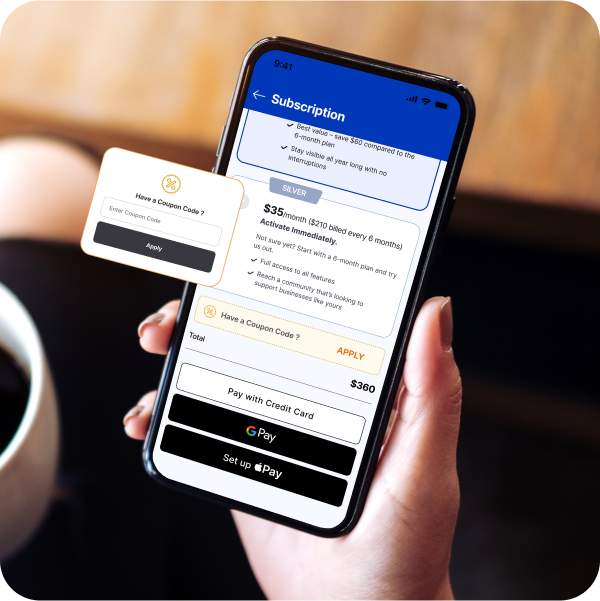 9:41
Subscription
Best value – save $60 compared to the
6-month plan
Stay visible all year long with no
interruptions
SILVER
$35/month ($210 billed every 6 months)
Activate Immediately.
Not sure yet? Start with a 6-month plan and try
us out.
Full access to all features
Reach a community that's looking to
support businesses like yours
Have a Coupon Code ?
Enter Coupon Code
Apply
Have a Coupon Code ?
APPLY
Total
$360
Pay with Credit Card
G Pay
Set up Pay